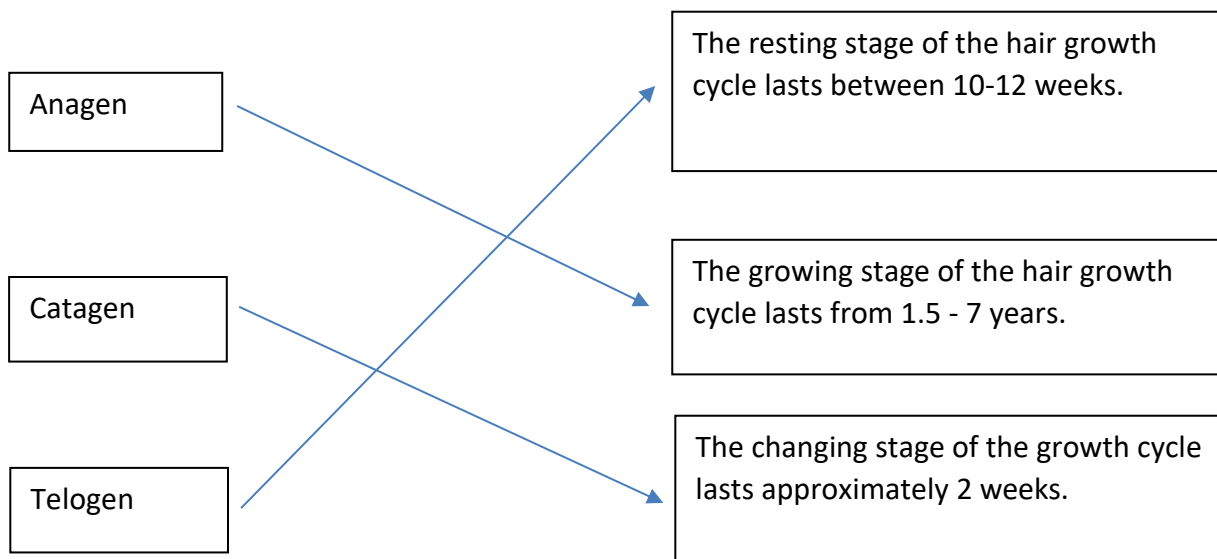 Anagen
Catagen
Telogen
The resting stage of the hair growth
cycle lasts between 10-12 weeks.
The growing stage of the hair growth
cycle lasts from 1.5 - 7 years.
The changing stage of the growth cycle
lasts approximately 2 weeks.